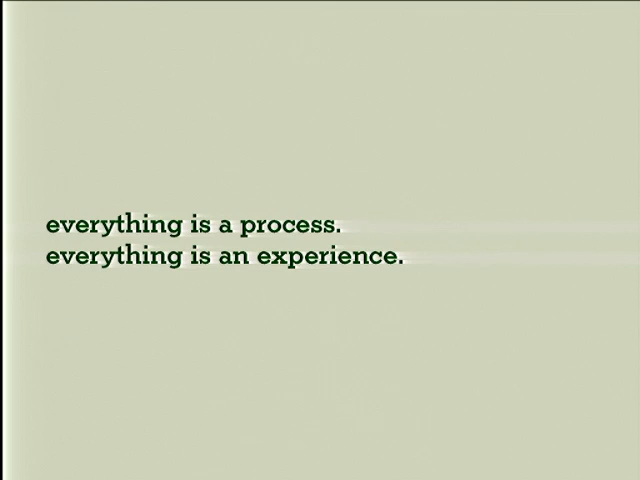 everything is a process.
everything is an experience.